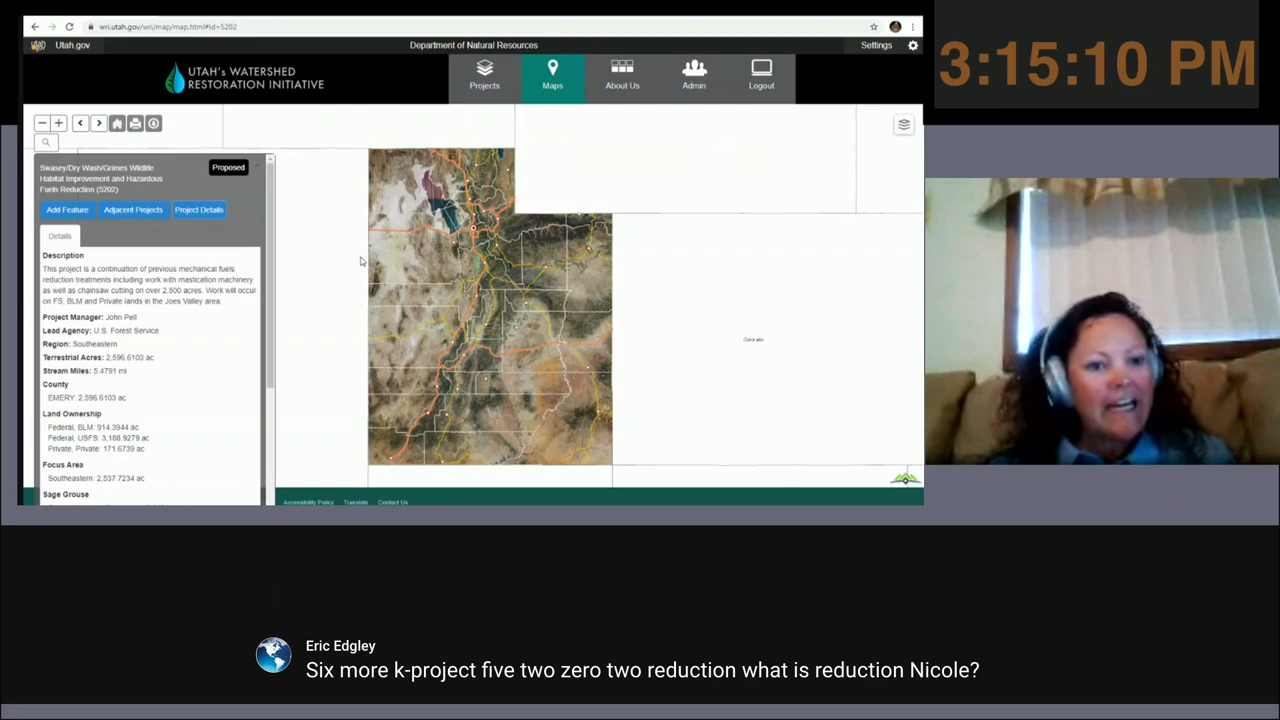 wri.utah.gov/wri/map/map.html#id=5202
Utah.gov
Department of Natural Resources
Settings
UTAH'S WATERSHED
RESTORATION INITIATIVE
Projects
Maps
About Us
Admin
Logout
3:15:10 PM
Swasey/Dry Wash/Grimes Wildlife
Habitat Improvement and Hazardous
Fuels Reduction (5202)
Proposed
Add Feature
Adjacent Projects
Project Details
Details
Description
This project is a continuation of previous mechanical fuels
reduction treatments including work with mastication machinery
as well as chainsaw cutting on over 2,500 acres. Work will occur
on FS, BLM and Private lands in the Joes Valley area.
Project Manager: John Pell
Lead Agency: U.S. Forest Service
Region: Southeastern
Terrestrial Acres: 2,596.6103 ac
Stream Miles: 5.4791 mi
County
EMERY: 2,596.6103 ac
Land Ownership
Federal, BLM: 914.3944 ac
Federal, USFS: 3,188.9279 ac
Private, Private: 171.6739 ac
Focus Area
Southeastern: 2,537.7234 ac
Sage Grouse
Colorado
Accessibility Policy
Translate
Contact Us
Eric Edgley
Six more k-project five two zero two reduction what is reduction Nicole?